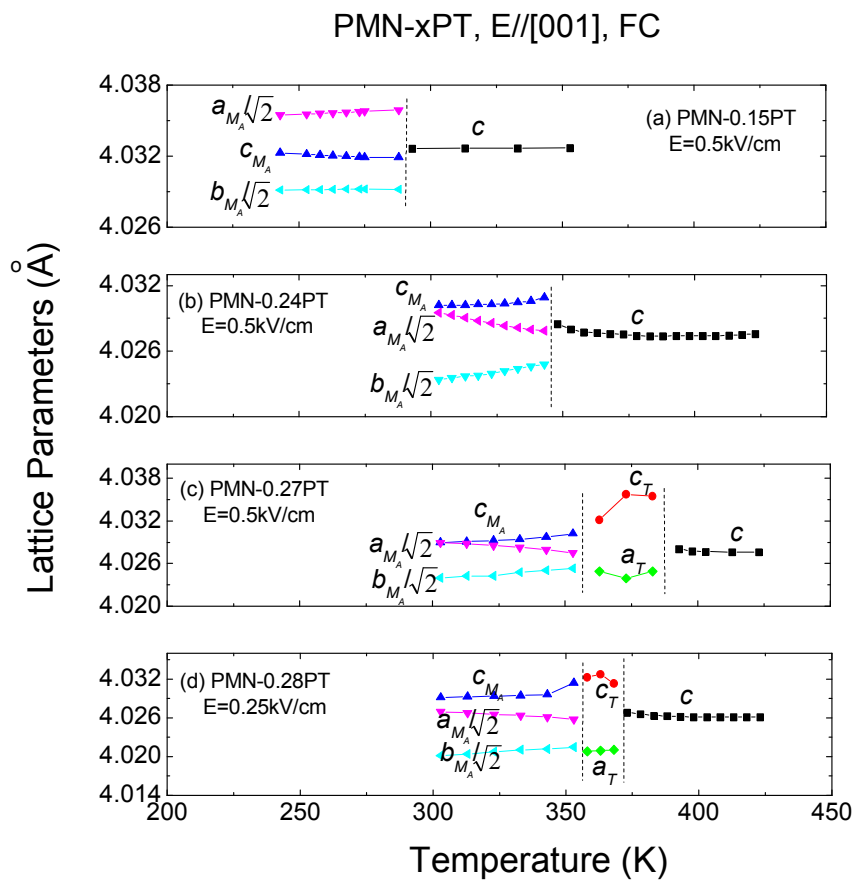 PMN-xPT, E//[001], FC
Lattice Parameters (Å)
4.038
4.032
4.026
a_{M_A}/√2
c_{M_A}
b_{M_A}/√2
c
(a) PMN-0.15PT
E=0.5kV/cm
4.032
4.026
4.020
(b) PMN-0.24PT
E=0.5kV/cm
c_{M_A}
a_{M_A}/√2
b_{M_A}/√2
c
4.038
4.032
4.026
4.020
(c) PMN-0.27PT
E=0.5kV/cm
c_{M_A}
a_{M_A}/√2
b_{M_A}/√2
c_T
a_T
c
4.032
4.026
4.020
4.014
(d) PMN-0.28PT
E=0.25kV/cm
c_{M_A}
a_{M_A}/√2
b_{M_A}/√2
c_T
a_T
c
200 250 300 350 400 450
Temperature (K)